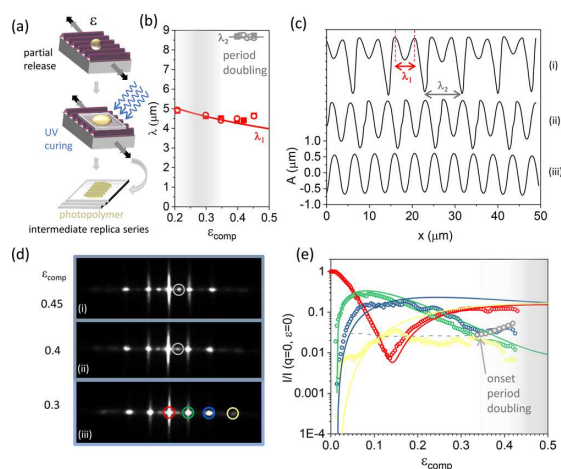 (a)
ε
partial
release
UV
curing
photopolymer
intermediate replica series
(b)
λ (μm)
9
8
7
6
5
4
3
2
1
0
λ₂
period
doubling
λ₁
0.2
0.3
0.4
0.5
εcomp
(c)
λ₁
λ₂
(i)
(ii)
(iii)
A (μm)
1.0
0.5
0.0
-0.5
-1.0
0
10
20
30
40
50
x (μm)
(d)
εcomp
0.45
(i)
0.4
(ii)
0.3
(iii)
(e)
I/I (q=0, ε=0)
1
0.1
0.01
0.001
1E-4
onset
period
doubling
0.0
0.1
0.2
0.3
0.4
0.5
εcomp